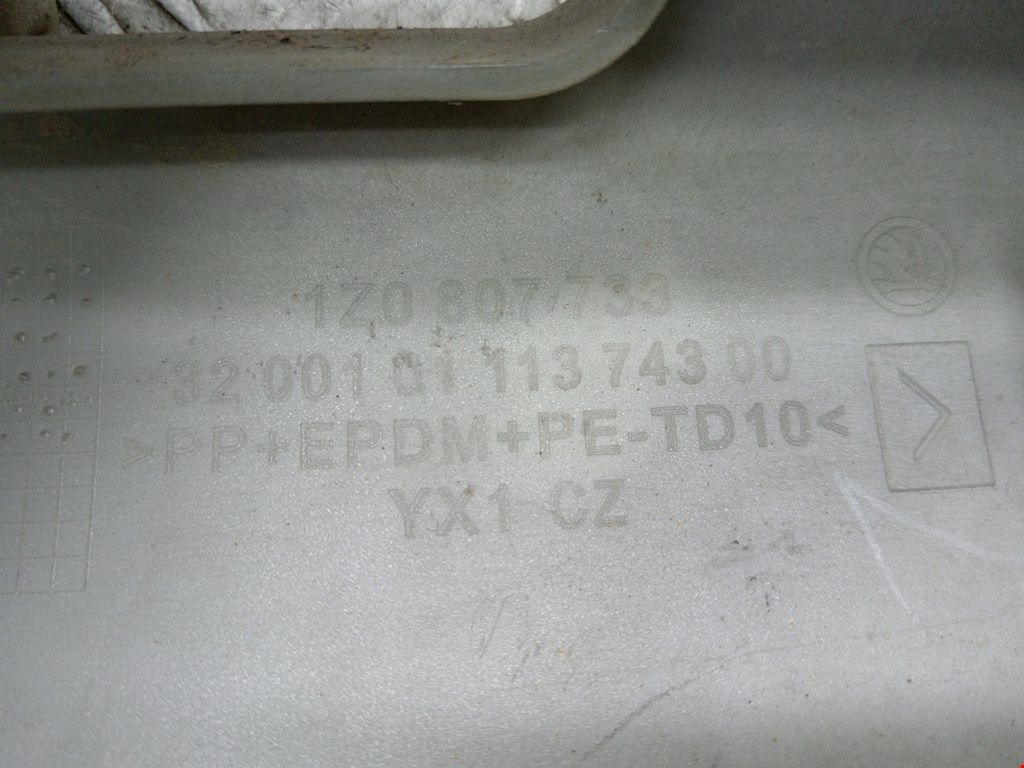 1Z0 807 733
32 001 01 113 743 00
>PP+EPDM+PE-TD10<
YX1 CZ